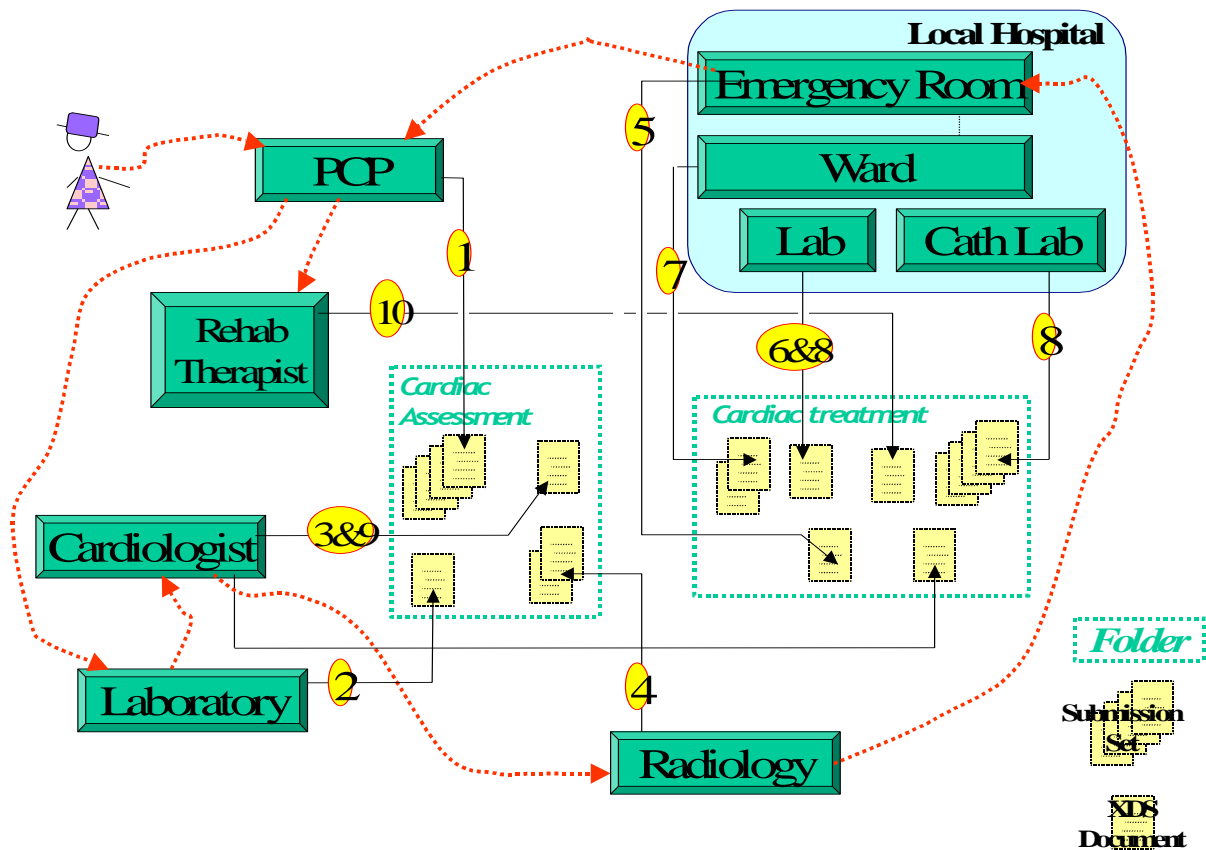 Local Hospital
Emergency Room
5
PCP
Ward
1
Lab
Cath Lab
7
10
Rehab
Therapist
6&8
8
Cardiac
Assessment
Cardiac treatment
3&9
Cardiologist
Folder
2
4
Laboratory
Submission
Set
Radiology
XDS
Document